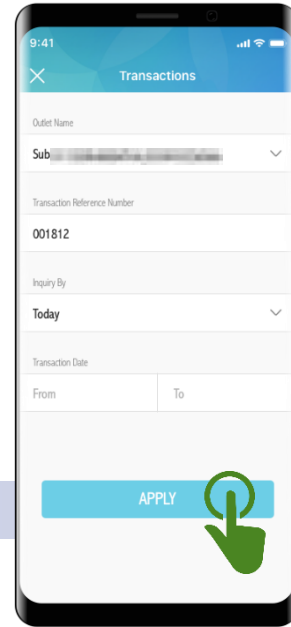 9:41
Transactions
Outlet Name
Sub
Transaction Reference Number
001812
Inquiry By
Today
Transaction Date
From To
APPLY